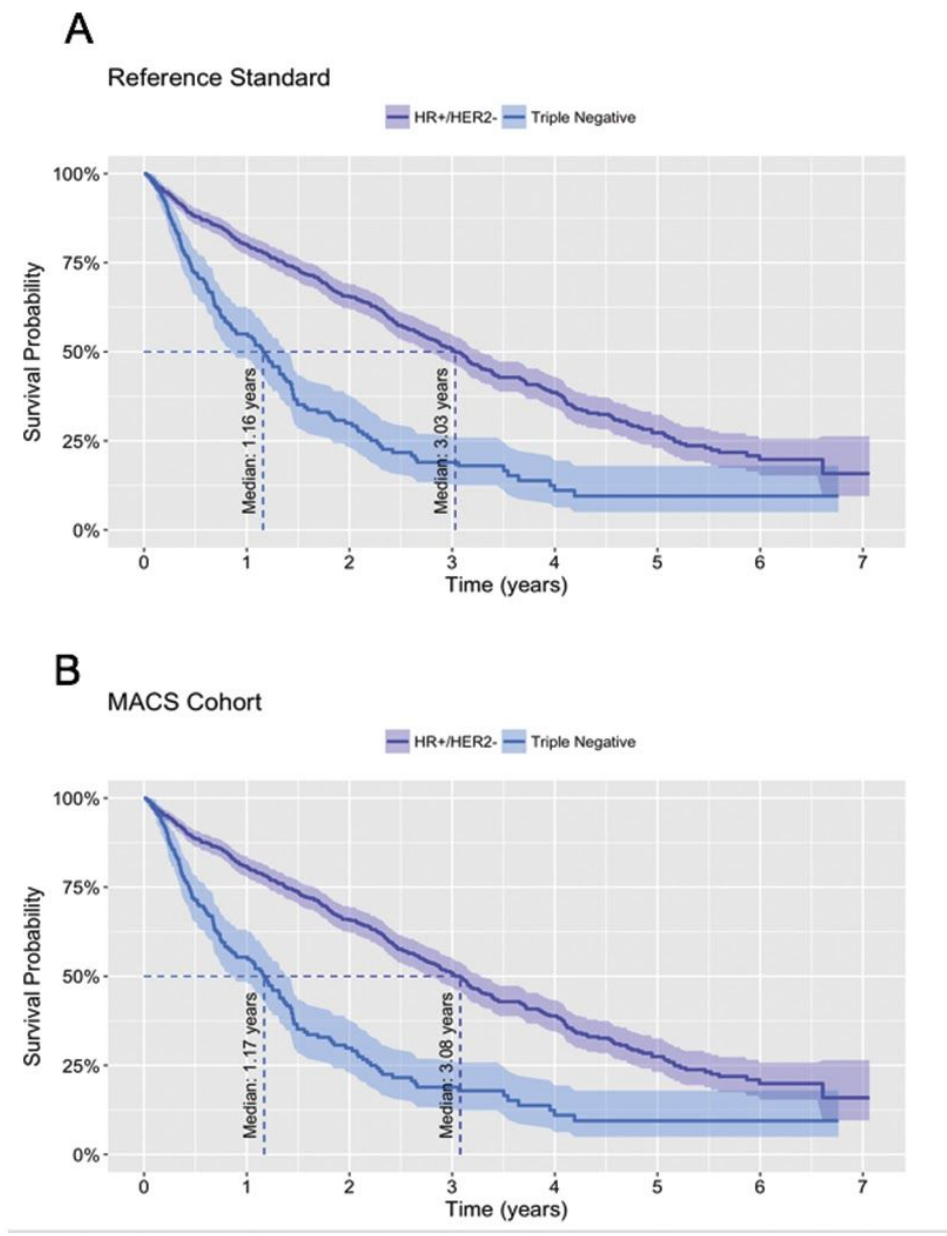 A
Reference Standard
HR+/HER2- Triple Negative
100%
75%
50%
25%
0%
Survival Probability
Median: 1.16 years
Median: 3.03 years
0 1 2 3 4 5 6 7
Time (years)
B
MACS Cohort
HR+/HER2- Triple Negative
100%
75%
50%
25%
0%
Survival Probability
Median: 1.17 years
Median: 3.08 years
0 1 2 3 4 5 6 7
Time (years)